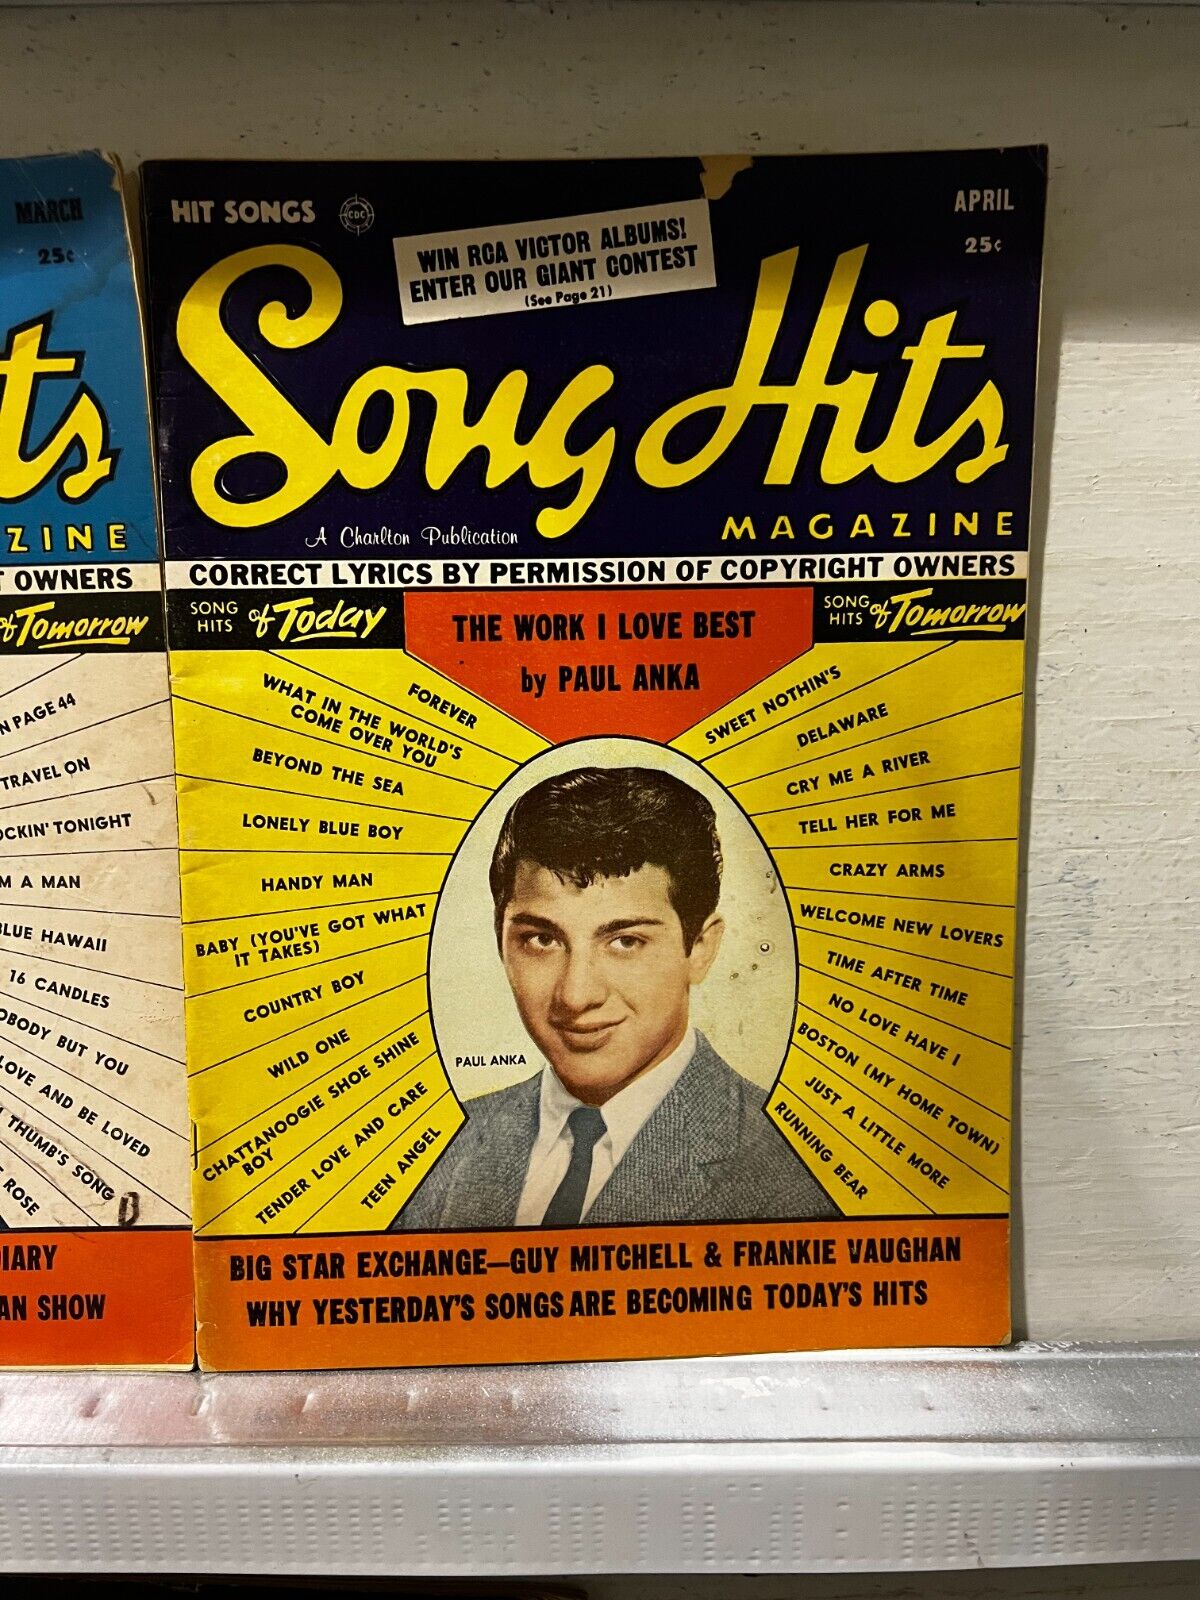 MARCH
25¢
ts
ZINE
T OWNERS
of Tomorrow
N PAGE 44
TRAVEL ON
OCKIN' TONIGHT
M A MAN
BLUE HAWAII
16 CANDLES
OBODY BUT YOU
LOVE AND BE LOVED
THUMB'S SONG
ROSE
IARY
AN SHOW
HIT SONGS
CDC
WIN RCA VICTOR ALBUMS!
ENTER OUR GIANT CONTEST
(See Page 21)
APRIL
25¢
Song Hits
A Charlton Publication
MAGAZINE
CORRECT LYRICS BY PERMISSION OF COPYRIGHT OWNERS
SONG
HITS of Today
THE WORK I LOVE BEST
by PAUL ANKA
SONG
HITS of Tomorrow
FOREVER
WHAT IN THE WORLD'S
COME OVER YOU
BEYOND THE SEA
LONELY BLUE BOY
HANDY MAN
BABY (YOU'VE GOT WHAT
IT TAKES)
COUNTRY BOY
WILD ONE
CHATTANOOGIE SHOE SHINE
BOY
TENDER LOVE AND CARE
TEEN ANGEL
PAUL ANKA
SWEET NOTHIN'S
DELAWARE
CRY ME A RIVER
TELL HER FOR ME
CRAZY ARMS
WELCOME NEW LOVERS
TIME AFTER TIME
NO LOVE HAVE I
BOSTON (MY HOME TOWN)
JUST A LITTLE MORE
RUNNING BEAR
BIG STAR EXCHANGE—GUY MITCHELL & FRANKIE VAUGHAN
WHY YESTERDAY'S SONGS ARE BECOMING TODAY'S HITS